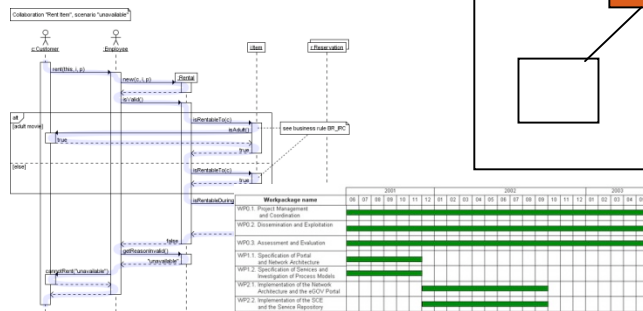 Collaboration "Rent Item", scenario "unavailable"
c:Customer
:Employee
:Rental
i:Item
r:Reservation
rent(this, i, p)
new(c, i, p)
isValid()
alt
[adult movie]
isRentableTo(c)
isAdult()
true
true
see business rule BR_IRC
[else]
isRentableTo(c)
true
isRentableDuring
false
getReasonInvalid()
"unavailable"
cannotRent("unavailable")
2001 2002 2003
Workpackage name 06 07 08 09 10 11 12 01 02 03 04 05 06 07 08 09 10 11 12 01 02 03 04
WP0.1. Project Management
and Coordination
WP0.2. Dissemination and Exploitation
WP0.3. Assessment and Evaluation
WP1.1. Specification of Portal
and Network Architecture
WP1.2. Specification of Services and
Investigation of Process Models
WP2.1. Implementation of the Network
Architecture and the eGOV Portal
WP2.2. Implementation of the SCE
and the Service Repository